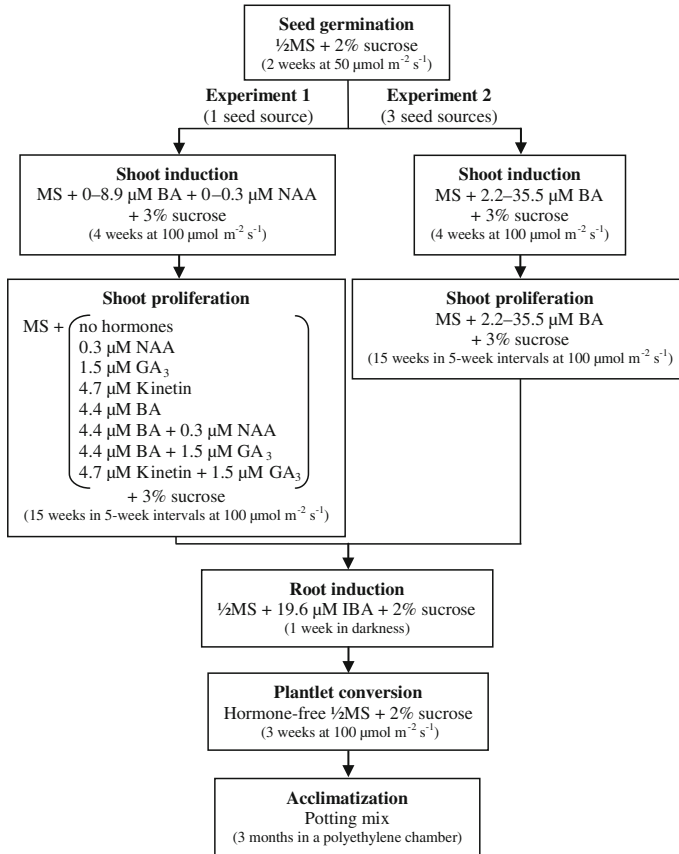 Seed germination
½MS + 2% sucrose
(2 weeks at 50 μmol m⁻² s⁻¹)
Experiment 1
(1 seed source)
Experiment 2
(3 seed sources)
Shoot induction
MS + 0–8.9 μM BA + 0–0.3 μM NAA
+ 3% sucrose
(4 weeks at 100 μmol m⁻² s⁻¹)
Shoot induction
MS + 2.2–35.5 μM BA
+ 3% sucrose
(4 weeks at 100 μmol m⁻² s⁻¹)
Shoot proliferation
MS + no hormones
0.3 μM NAA
1.5 μM GA₃
4.7 μM Kinetin
4.4 μM BA
4.4 μM BA + 0.3 μM NAA
4.4 μM BA + 1.5 μM GA₃
4.7 μM Kinetin + 1.5 μM GA₃
+ 3% sucrose
(15 weeks in 5-week intervals at 100 μmol m⁻² s⁻¹)
Shoot proliferation
MS + 2.2–35.5 μM BA
+ 3% sucrose
(15 weeks in 5-week intervals at 100 μmol m⁻² s⁻¹)
Root induction
½MS + 19.6 μM IBA + 2% sucrose
(1 week in darkness)
Plantlet conversion
Hormone-free ½MS + 2% sucrose
(3 weeks at 100 μmol m⁻² s⁻¹)
Acclimatization
Potting mix
(3 months in a polyethylene chamber)